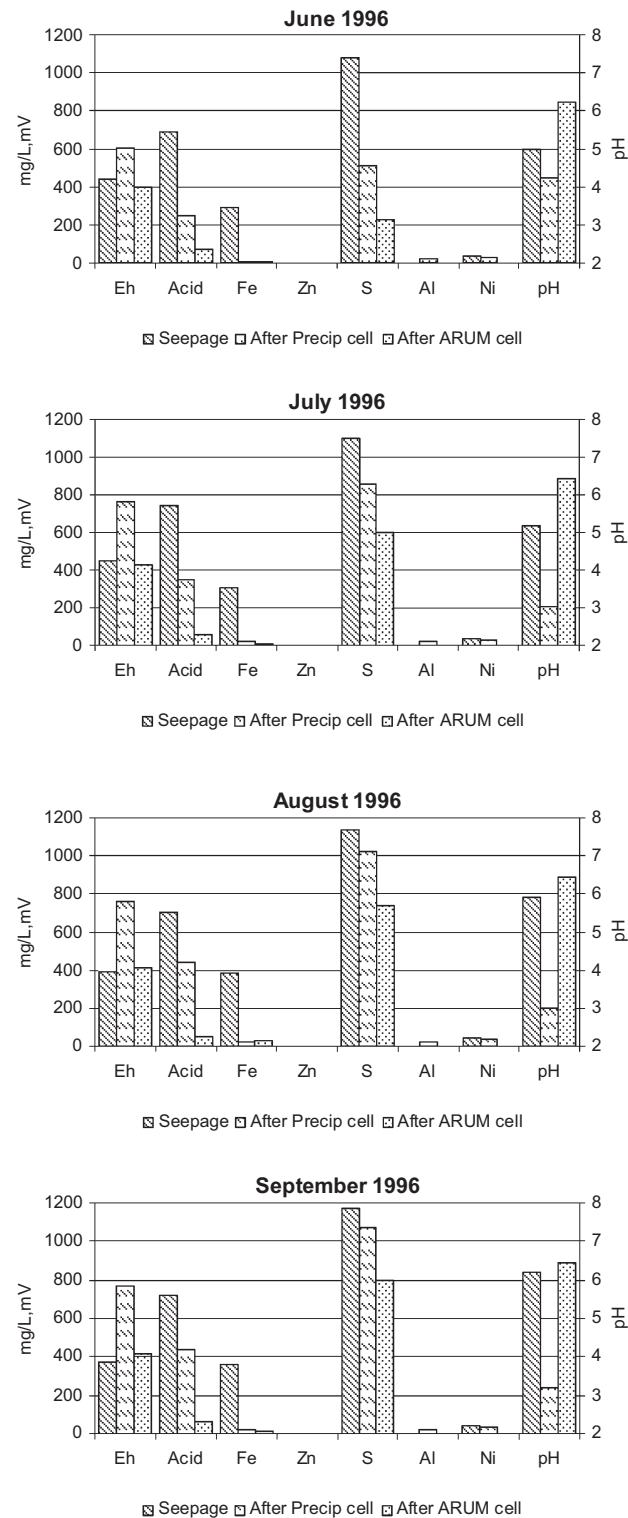 June 1996
1200
1000
800
600
400
200
0
mg/L,mV
8
7
6
5
4
3
2
pH
Eh Acid Fe Zn S Al Ni pH
Seepage After Precip cell After ARUM cell
July 1996
1200
1000
800
600
400
200
0
mg/L,mV
8
7
6
5
4
3
2
pH
Eh Acid Fe Zn S Al Ni pH
Seepage After Precip cell After ARUM cell
August 1996
1200
1000
800
600
400
200
0
mg/L,mV
8
7
6
5
4
3
2
pH
Eh Acid Fe Zn S Al Ni pH
Seepage After Precip cell After ARUM cell
September 1996
1200
1000
800
600
400
200
0
mg/L,mV
8
7
6
5
4
3
2
pH
Eh Acid Fe Zn S Al Ni pH
Seepage After Precip cell After ARUM cell